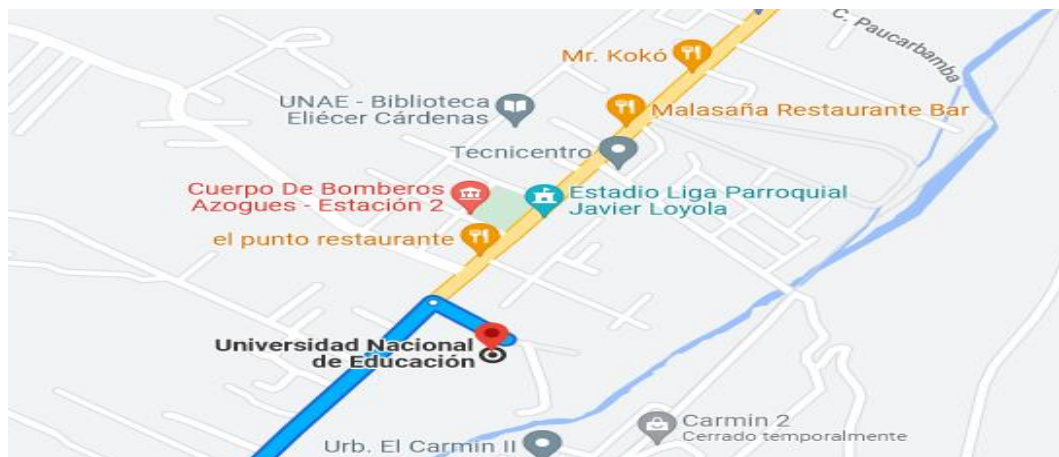 C. Paucarbamba
Mr. Kokó
UNAE - Biblioteca
Eliécer Cárdenas
Malasaña Restaurante Bar
Tecnicentro
Cuerpo De Bomberos
Azogues - Estación 2
Estadio Liga Parroquial
Javier Loyola
el punto restaurante
Universidad Nacional
de Educación
Carmín 2
Cerrado temporalmente
Urb. El Carmin II